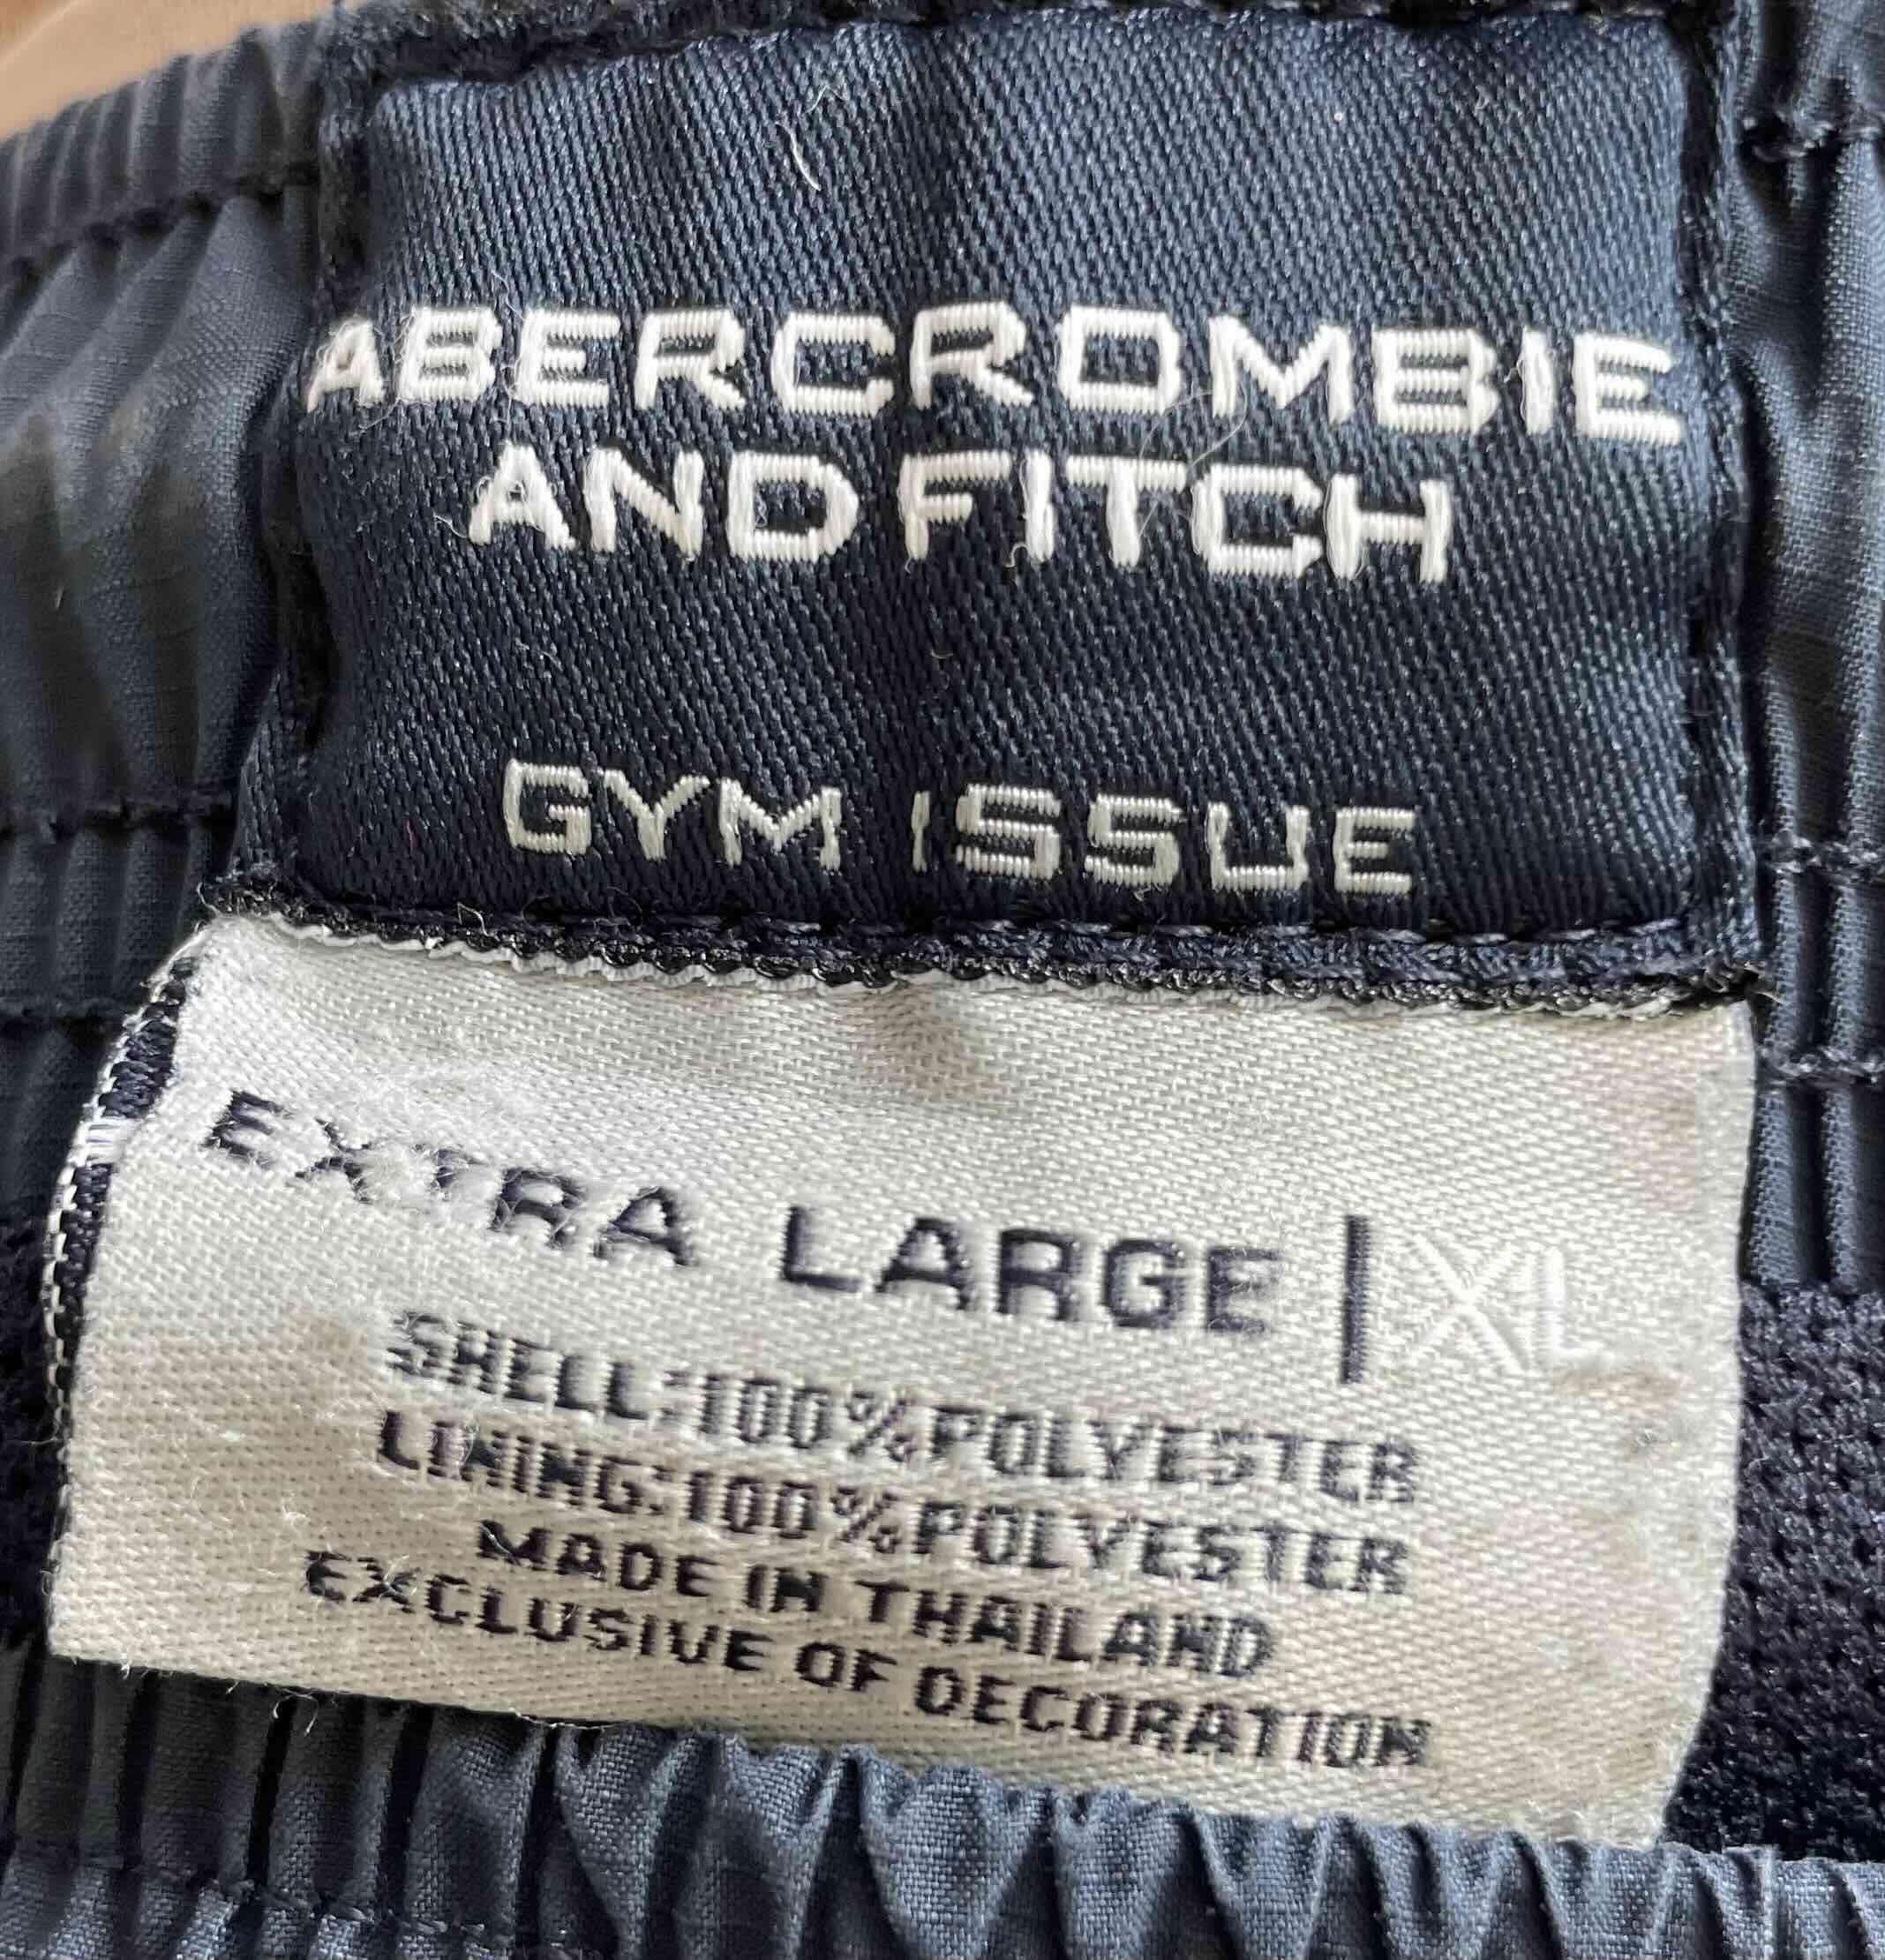 ABERCROMBIE
AND FITCH
GYM ISSUE
EXTRA LARGE | XL
SHELL:100%POLYESTER
LINING:100%POLYESTER
MADE IN THAILAND
EXCLUSIVE OF DECORATION